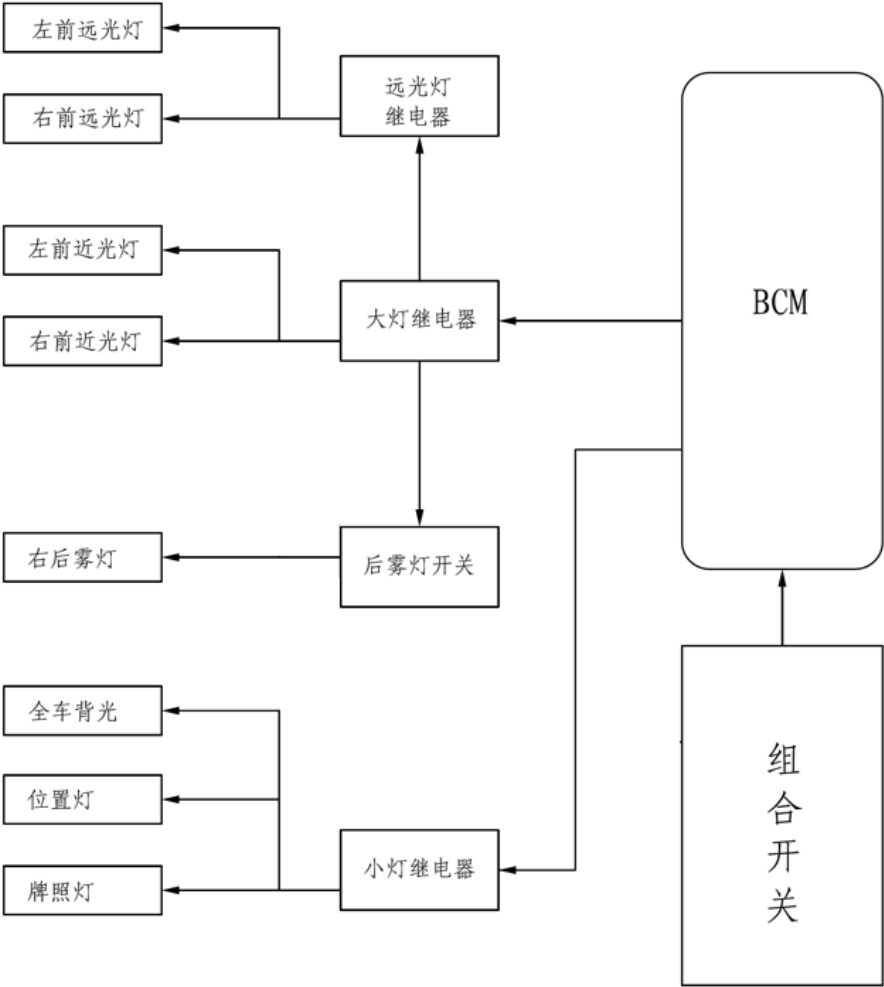 左前远光灯
右前远光灯
远光灯
继电器
左前近光灯
右前近光灯
大灯继电器
BCM
右后雾灯
后雾灯开关
全车背光
位置灯
牌照灯
小灯继电器
组
合
开
关